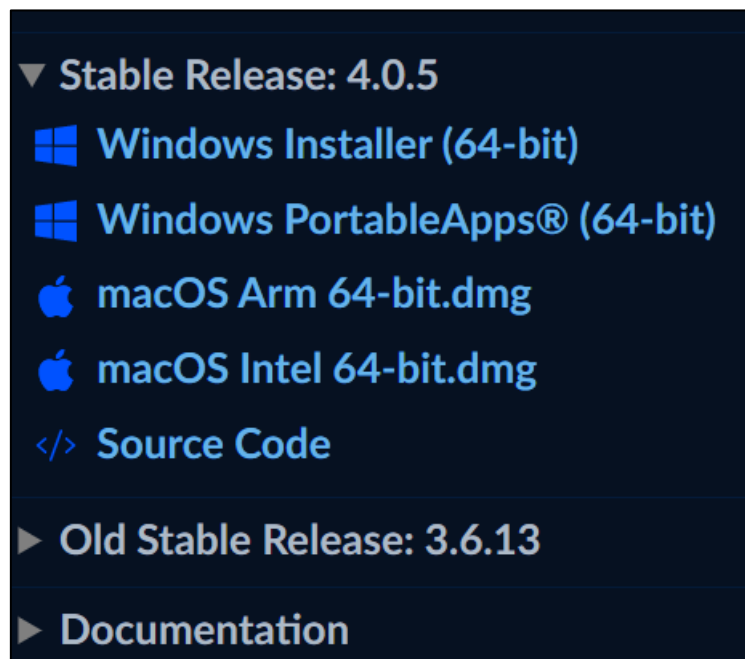 Stable Release: 4.0.5
Windows Installer (64-bit)
Windows PortableApps® (64-bit)
macOS Arm 64-bit.dmg
macOS Intel 64-bit.dmg
</> Source Code
Old Stable Release: 3.6.13
Documentation